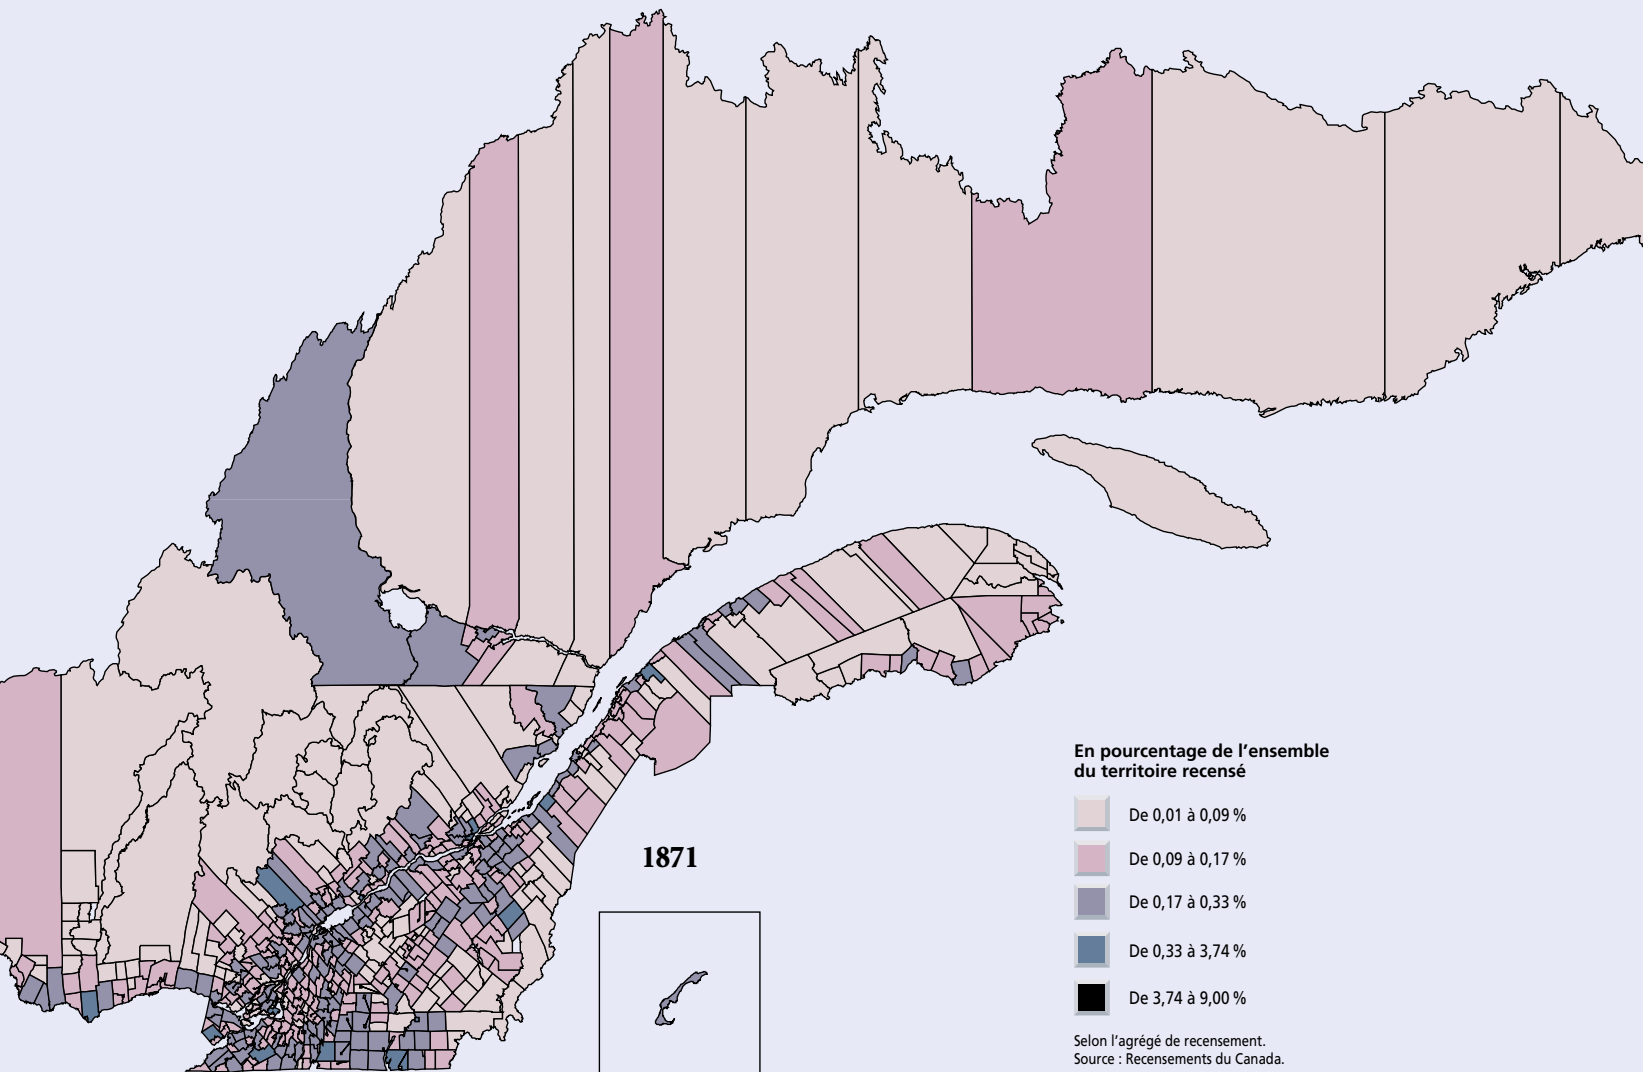 1871
En pourcentage de l’ensemble
du territoire recensé
De 0,01 à 0,09 %
De 0,09 à 0,17 %
De 0,17 à 0,33 %
De 0,33 à 3,74 %
De 3,74 à 9,00 %
Selon l’agrégé de recensement.
Source : Recensements du Canada.